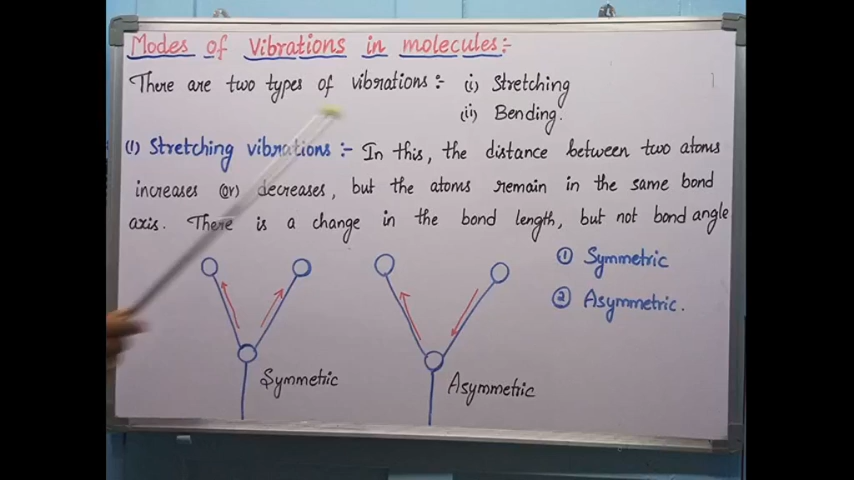 Modes of Vibrations in molecules:-
There are two types of vibrations :- (i) Stretching
(ii) Bending.
(1) Stretching vibrations :- In this, the distance between two atoms
increases (or) decreases, but the atoms remain in the same bond
axis. There is a change in the bond length, but not bond angle
① Symmetric
② Asymmetric.
Symmetric
Asymmetric